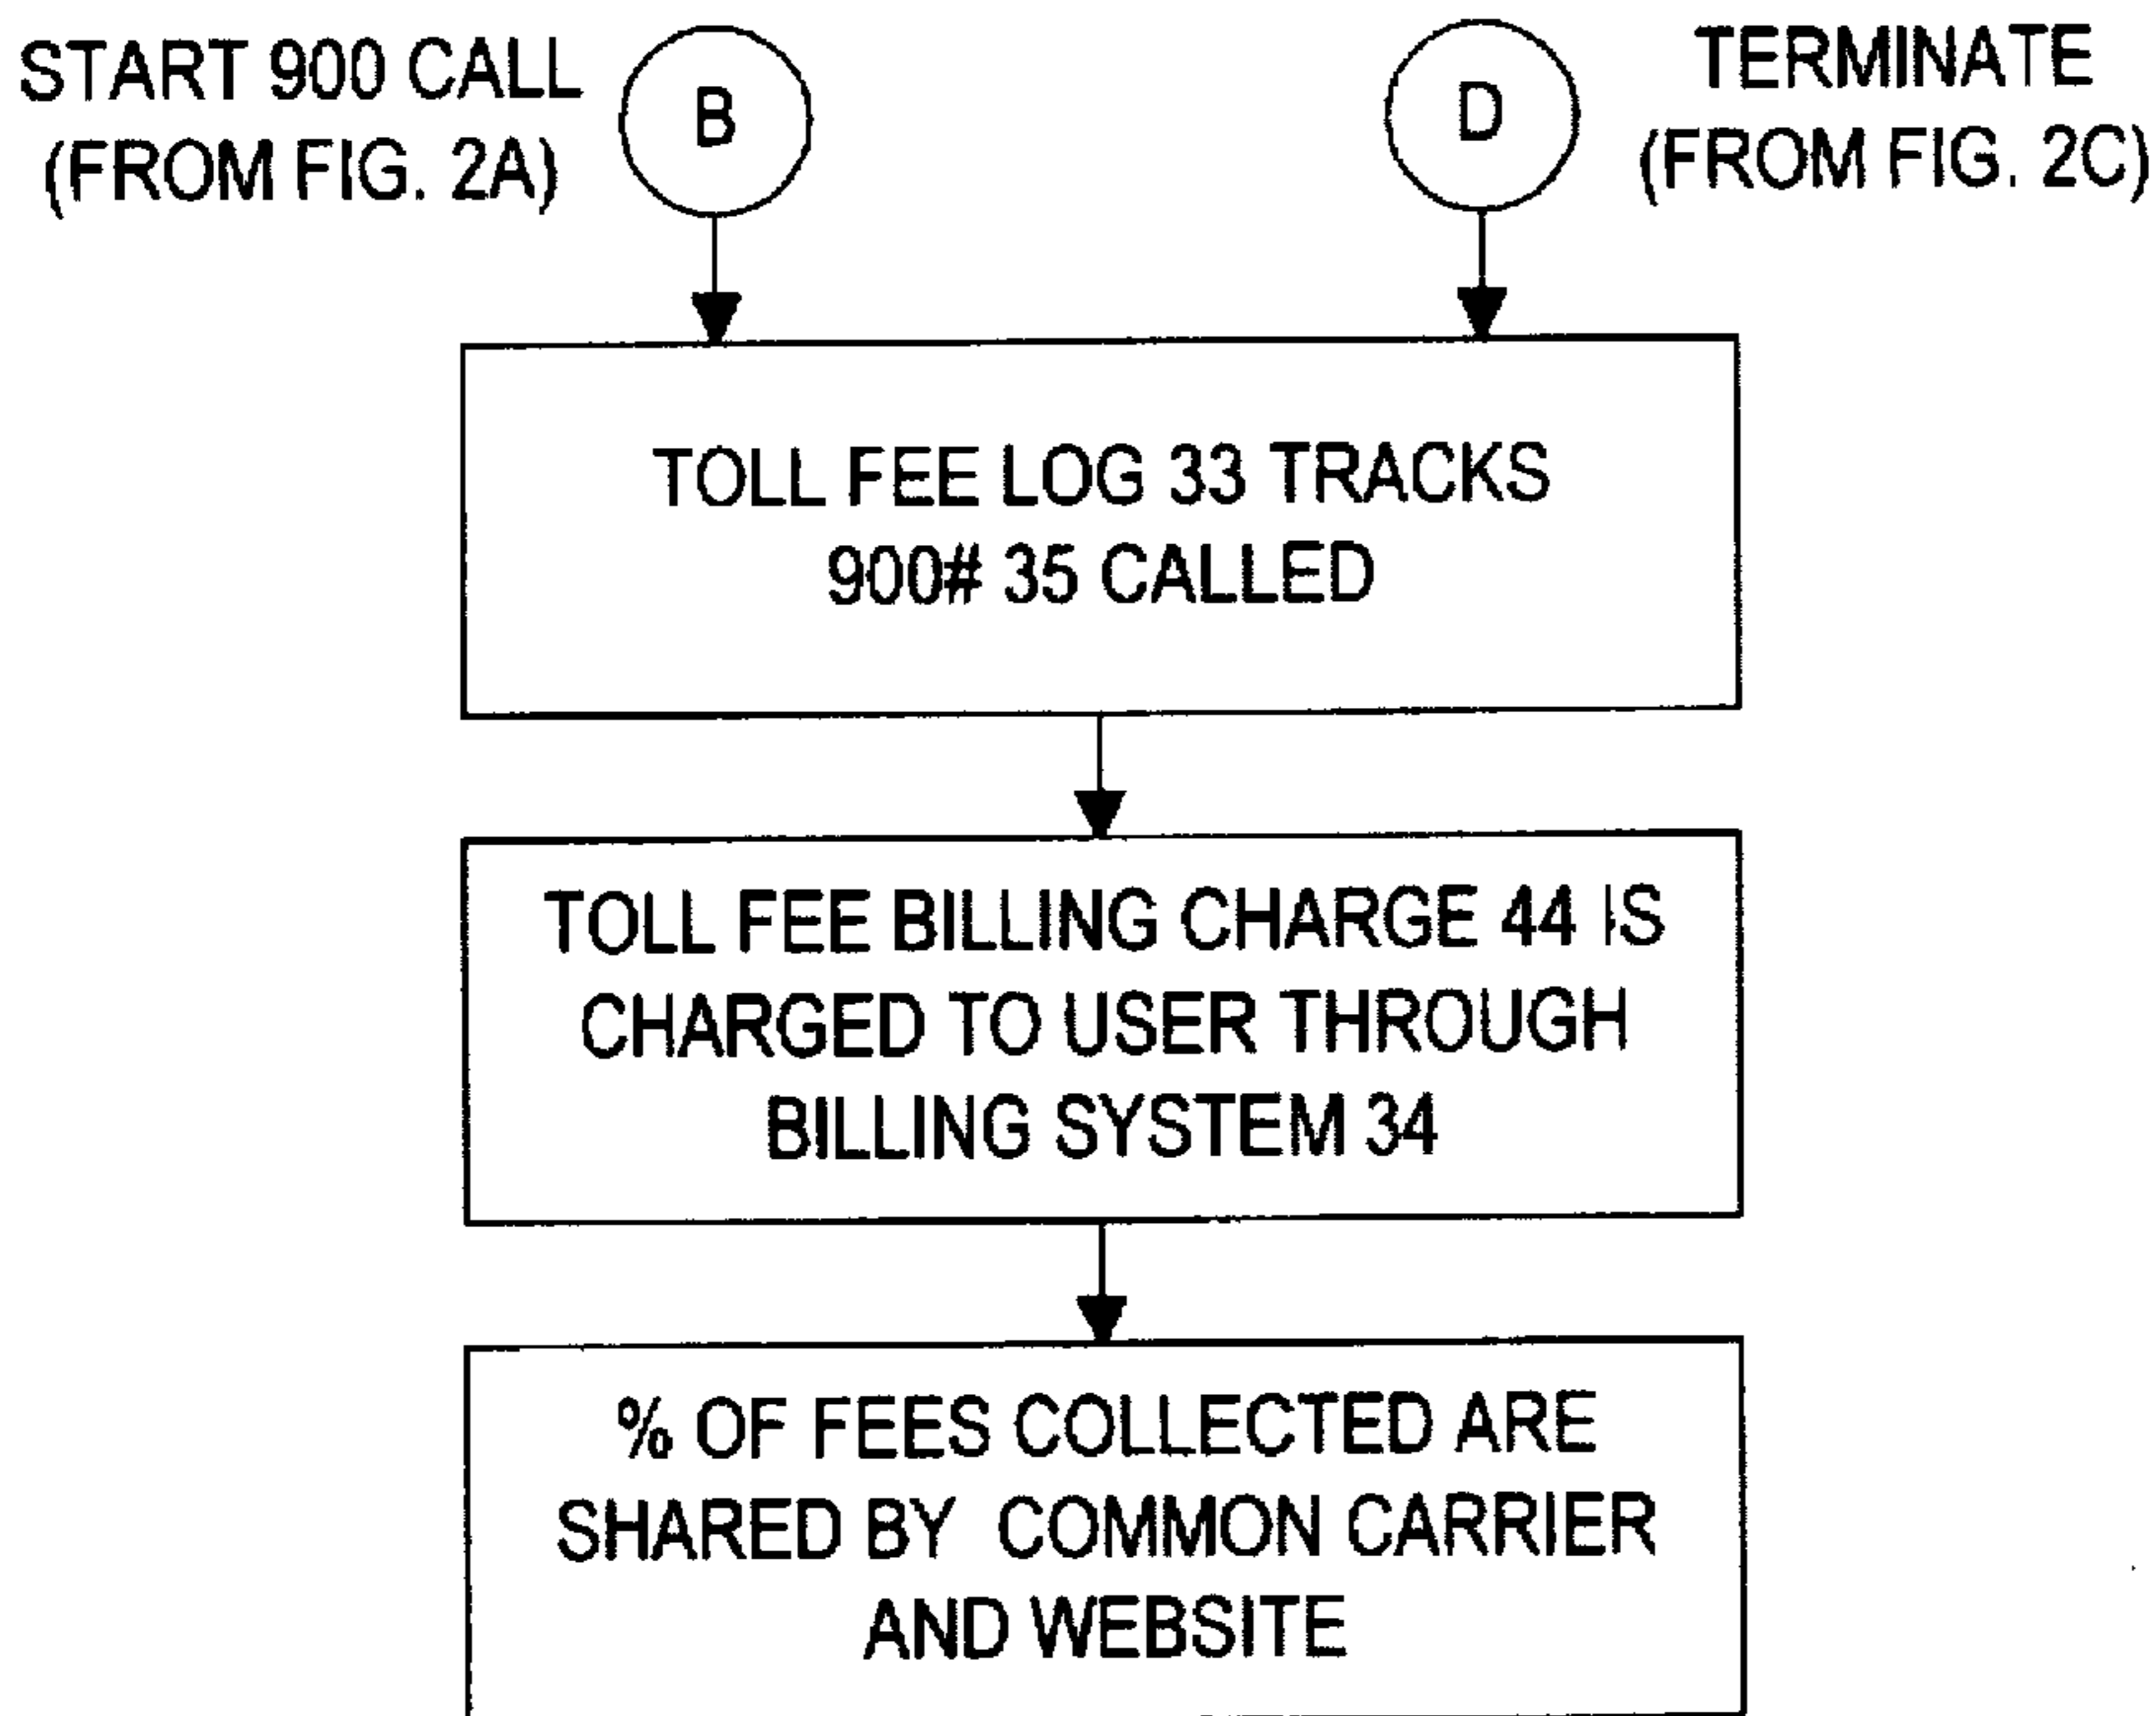 START 900 CALL
(FROM FIG. 2A)
B
D
TERMINATE
(FROM FIG. 2C)
TOLL FEE LOG 33 TRACKS
900# 35 CALLED
TOLL FEE BILLING CHARGE 44 IS
CHARGED TO USER THROUGH
BILLING SYSTEM 34
% OF FEES COLLECTED ARE
SHARED BY COMMON CARRIER
AND WEBSITE